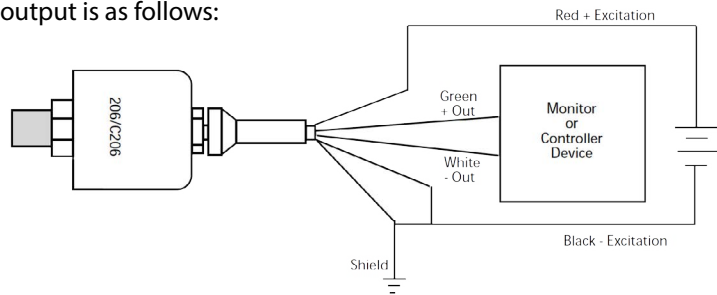 output is as follows:
Red + Excitation
206/C206
Green
+ Out
Monitor
or
Controller
Device
White
- Out
Black - Excitation
Shield